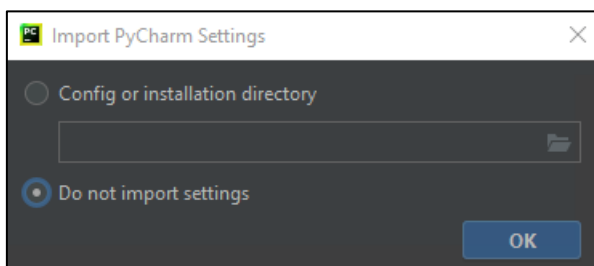 PC Import PyCharm Settings
Config or installation directory
Do not import settings
OK